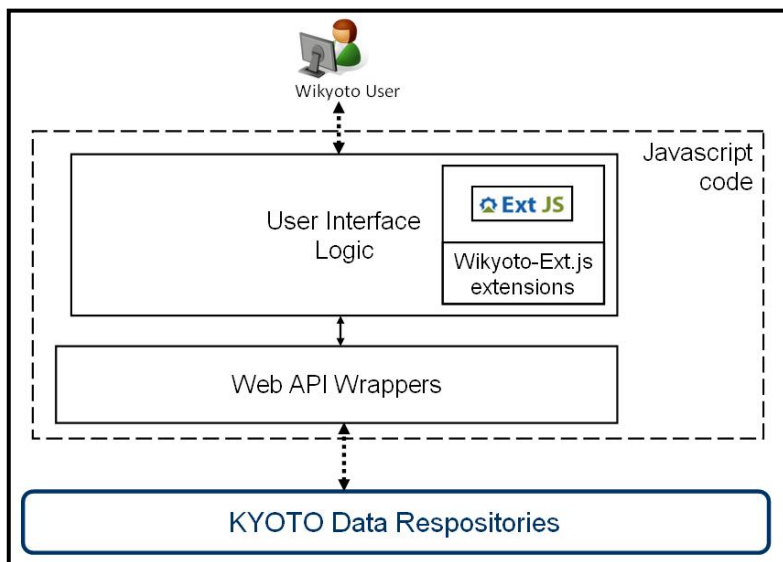 Wikyoto User
Javascript
code
User Interface
Logic
Ext JS
Wikyoto-Ext.js
extensions
Web API Wrappers
KYOTO Data Respositories